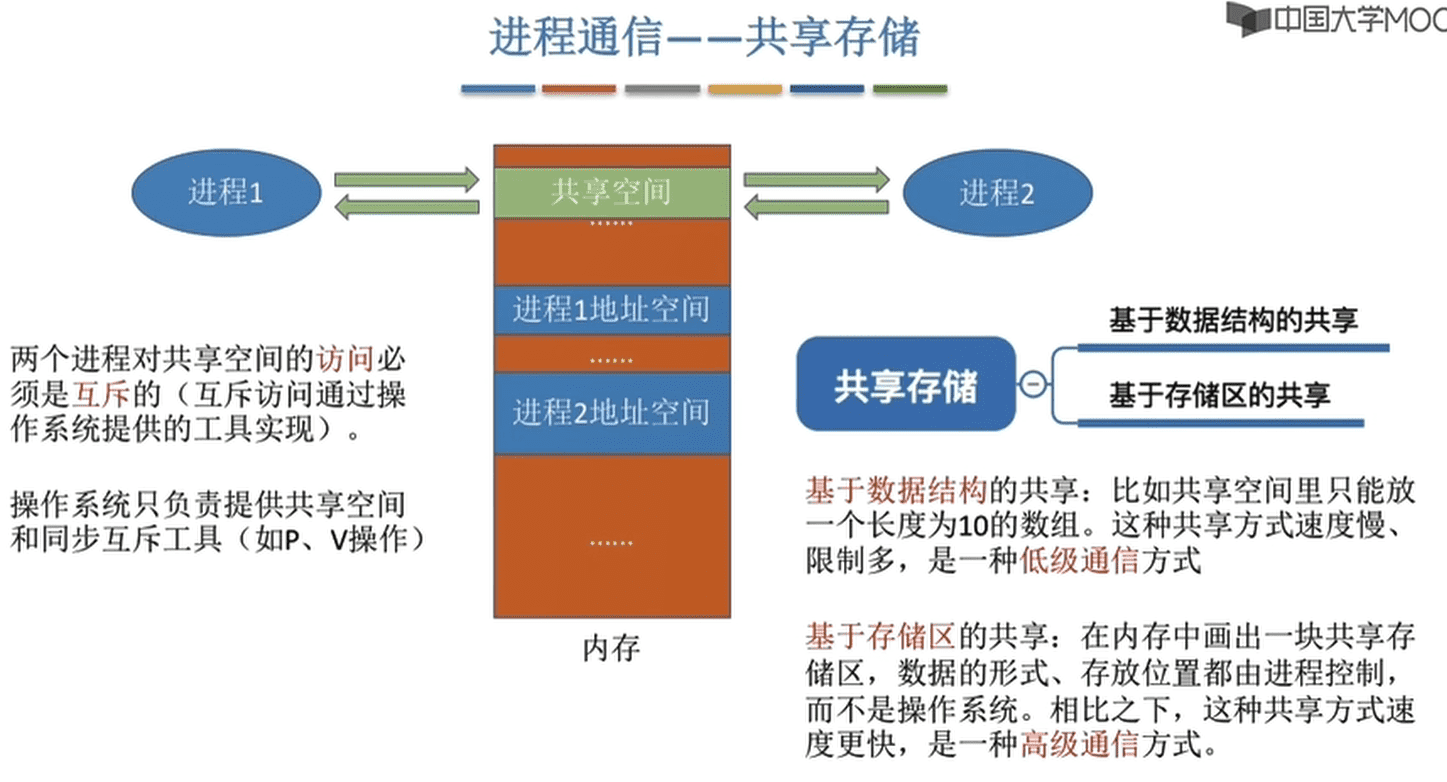 中国大学MOO
进程通信——共享存储
进程1
共享空间
进程2
......
进程1地址空间
......
进程2地址空间
......
内存
两个进程对共享空间的访问必
须是互斥的（互斥访问通过操
作系统提供的工具实现）。
操作系统只负责提供共享空间
和同步互斥工具（如P、V操作）
共享存储
基于数据结构的共享
基于存储区的共享
基于数据结构的共享：比如共享空间里只能放
一个长度为10的数组。这种共享方式速度慢、
限制多，是一种低级通信方式
基于存储区的共享：在内存中画出一块共享存
储区，数据的形式、存放位置都由进程控制，
而不是操作系统。相比之下，这种共享方式速
度更快，是一种高级通信方式。